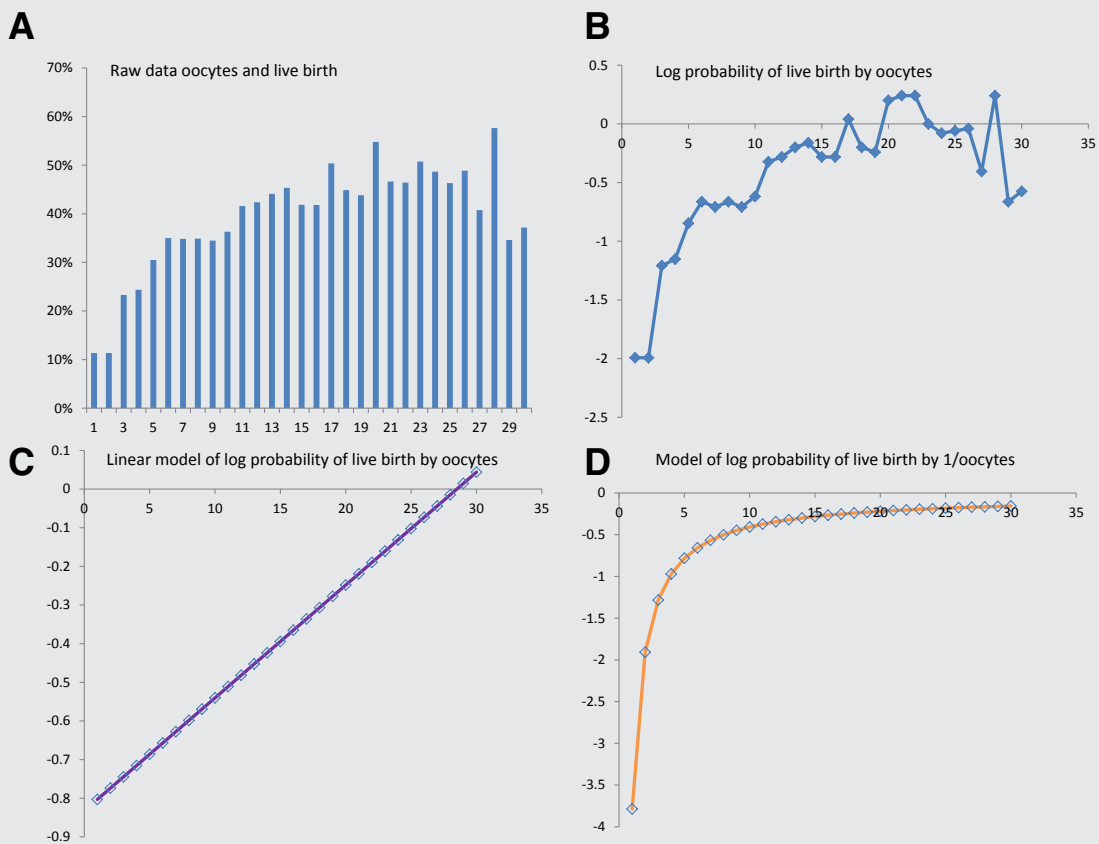 A
Raw data oocytes and live birth
70%
60%
50%
40%
30%
20%
10%
0%
1 3 5 7 9 11 13 15 17 19 21 23 25 27 29
B
Log probability of live birth by oocytes
0.5
0
-0.5
-1
-1.5
-2
-2.5
0 5 10 15 20 25 30 35
C
Linear model of log probability of live birth by oocytes
0.1
0
-0.1
-0.2
-0.3
-0.4
-0.5
-0.6
-0.7
-0.8
-0.9
0 5 10 15 20 25 30 35
D
Model of log probability of live birth by 1/oocytes
0
-0.5
-1
-1.5
-2
-2.5
-3
-3.5
-4
0 5 10 15 20 25 30 35